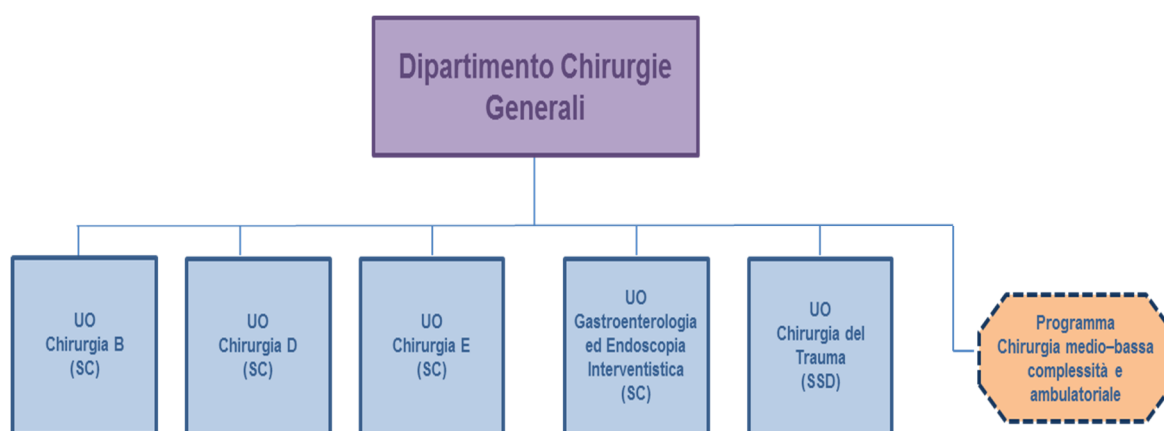 Dipartimento Chirurgie
Generali
UO
Chirurgia B
(SC)
UO
Chirurgia D
(SC)
UO
Chirurgia E
(SC)
UO
Gastroenterologia
ed Endoscopia
Interventistica
(SC)
UO
Chirurgia del
Trauma
(SSD)
Programma
Chirurgia medio–bassa
complessità e
ambulatoriale